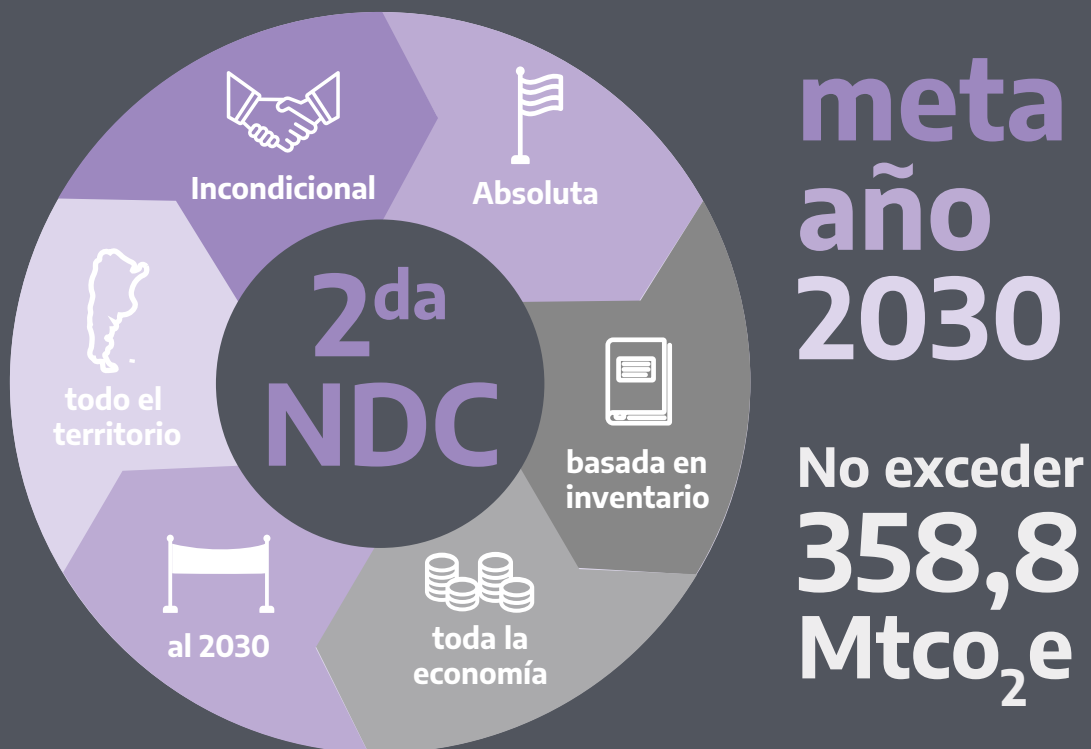 Incondicional
Absoluta
basada en
inventario
toda la
economía
al 2030
todo el
territorio
2da
NDC
meta
año
2030
No exceder
358,8
Mtco2e